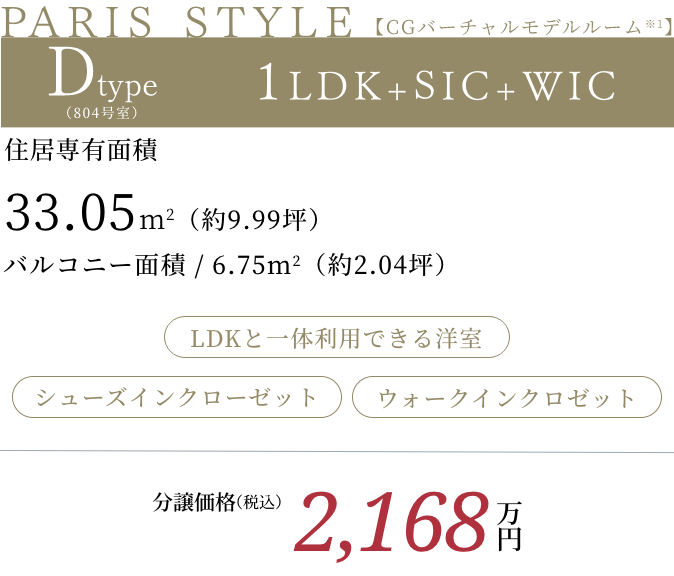 PARIS STYLE 【CGバーチャルモデルルーム※1】
Dtype 1LDK+SIC+WIC
（804号室）
住居専有面積
33.05m²（約9.99坪）
バルコニー面積 / 6.75m²（約2.04坪）
LDKと一体利用できる洋室
シューズインクローゼット ウォークインクロゼット
分譲価格（税込） 2,168万円